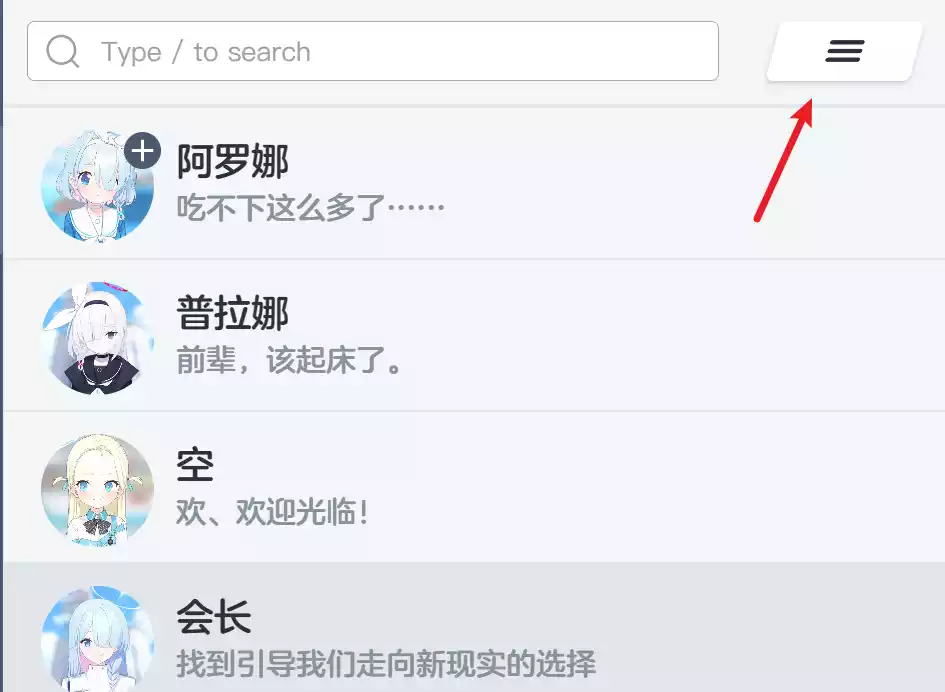 Type / to search
阿罗娜
吃不下这么多了······
普拉娜
前辈，该起床了。
空
欢、欢迎光临！
会长
找到引导我们走向新现实的选择